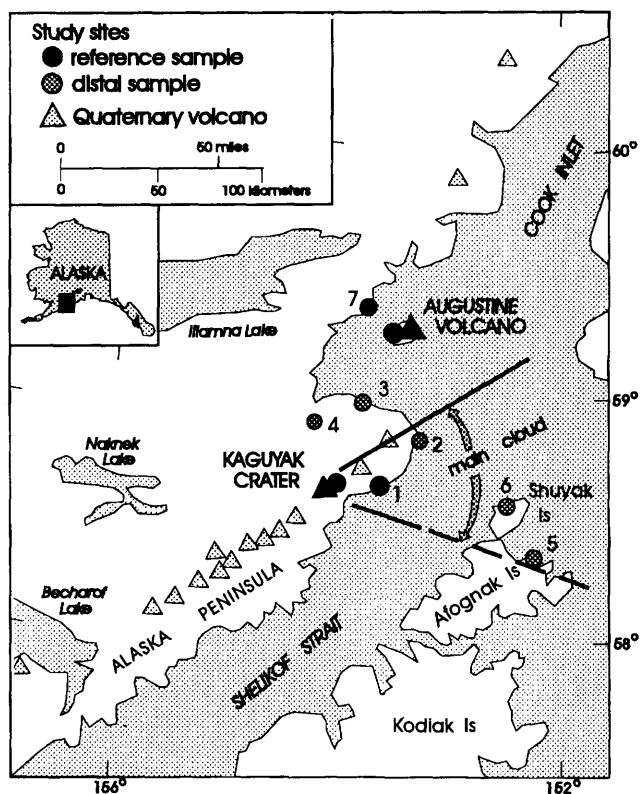 Study sites
reference sample
distal sample
Quaternary volcano
0 50 miles
0 50 100 kilometers
ALASKA
Iliamna Lake
COOK INLET
60°
7
AUGUSTINE
VOLCANO
3
59°
4
2
main cloud
Naknek
Lake
KAGUYAK
CRATER
1
6
Shuyak
Is
5
Becharof
Lake
ALASKA PENINSULA
Afognak Is
58°
SHELIKOF STRAIT
Kodiak Is
156°
152°